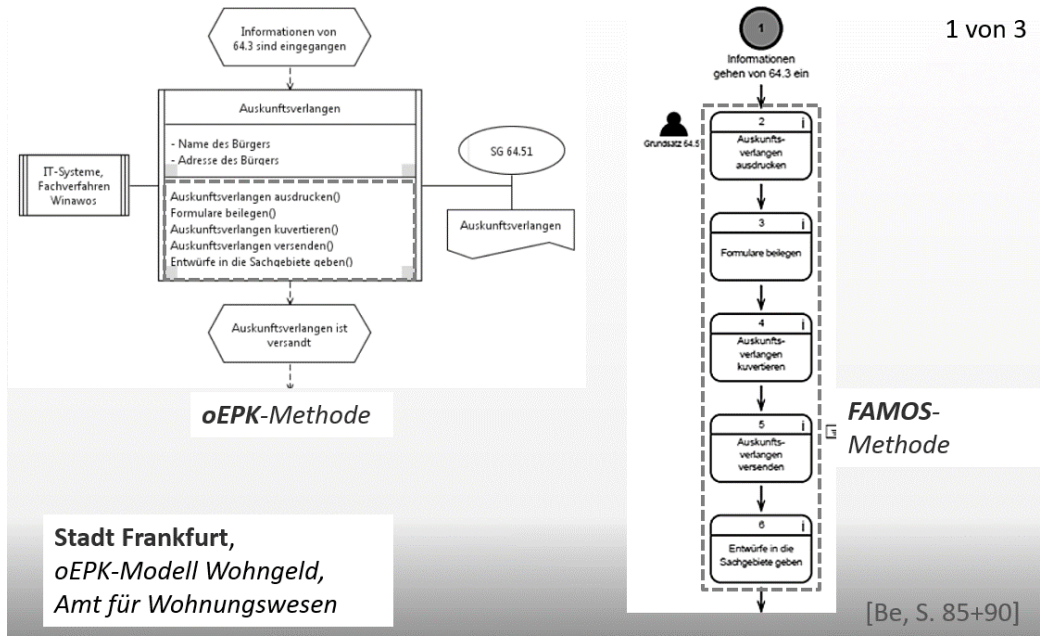 1 von 3
Informationen von
64.3 sind eingegangen
Auskunftsverlangen
- Name des Bürgers
- Adresse des Bürgers
Auskunftsverlangen ausdrucken()
Formulare beilegen()
Auskunftsverlangen kuvertieren()
Auskunftsverlangen versenden()
Entwürfe in die Sachgebiete geben()
IT-Systeme,
Fachverfahren
Winawos
SG 64.51
Auskunftsverlangen
Auskunftsverlangen ist
versandt
oEPK-Methode
1
Informationen
gehen von 64.3 ein
Grundsatz 64.5
2 i
Auskunfts-
verlangen
ausdrucken
3 i
Formulare beilegen
4 i
Auskunfts-
verlangen
kuvertieren
5 i
Auskunfts-
verlangen
versenden
6 i
Entwürfe in die
Sachgebiete geben
FAMOS-
Methode
Stadt Frankfurt,
oEPK-Modell Wohngeld,
Amt für Wohnungswesen
[Be, S. 85+90]